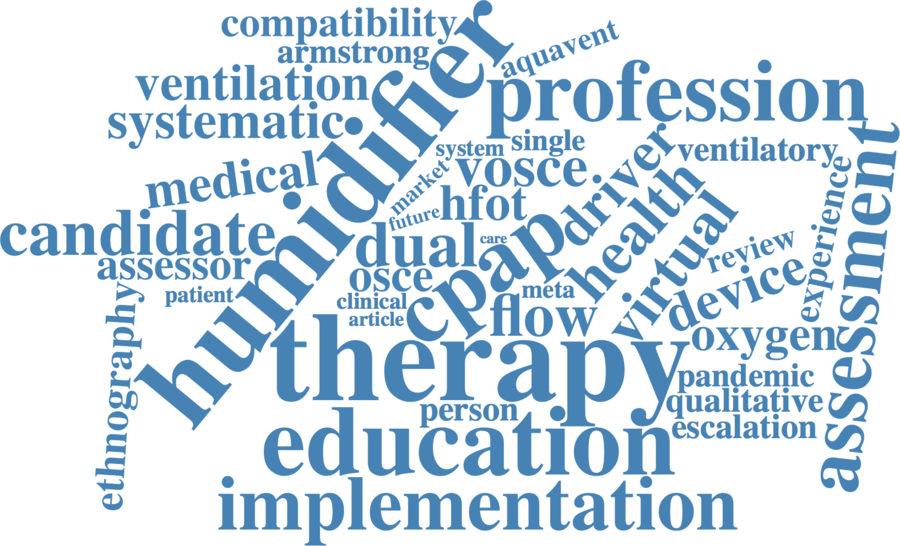 compatibility
armstrong
aquavent
humidifier
ventilation
profession
systematic
system
single
driver
ventilatory
assessment
medical
market
vosce
health
experience
future
hfot
candidate
dual
care
cpap
virtual
review
assessor
osce
meta
device
patient
clinical
article
flow
oxygen
ethnography
therapy
pandemic
person
qualitative
education
escalation
implementation